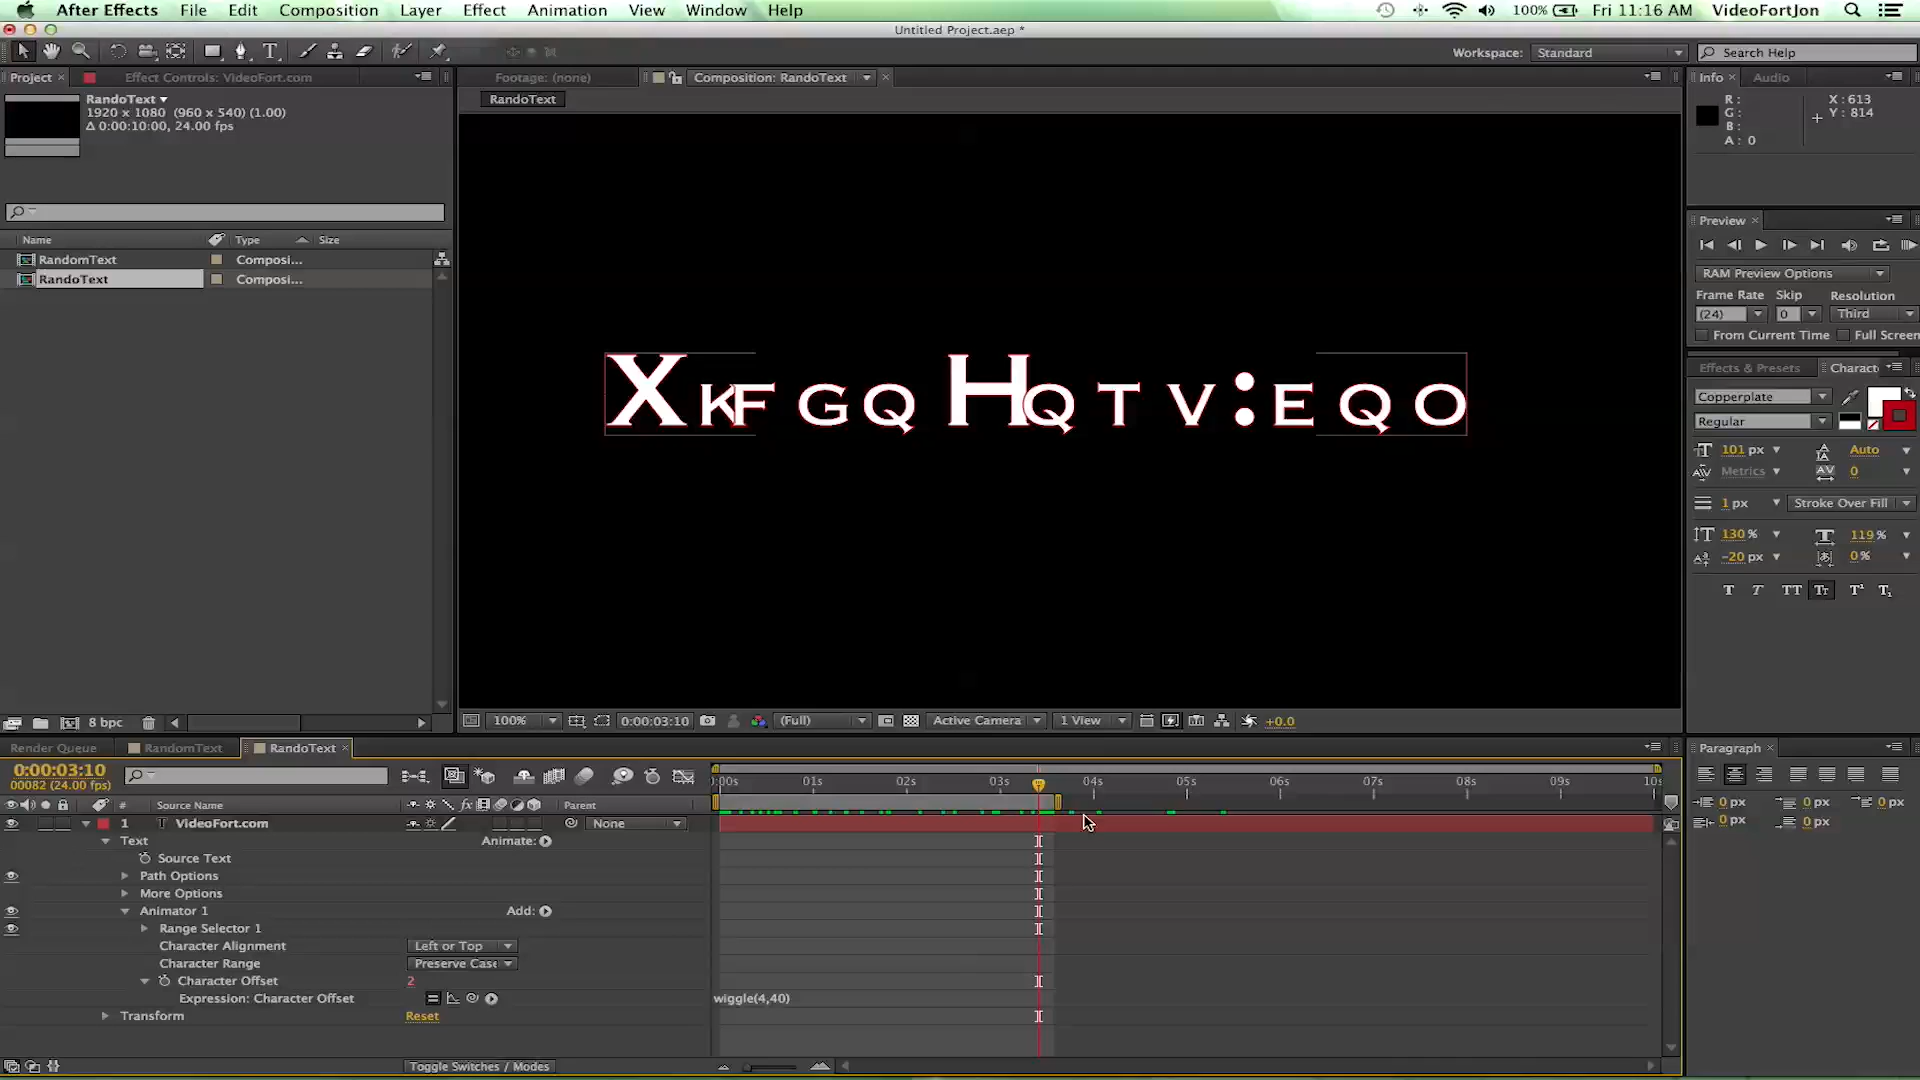 After Effects File Edit Composition Layer Effect Animation View Window Help 100% Fri 11:16 AM VideoFortJon
Untitled Project.aep *
Workspace: Standard Search Help
Project Effect Controls: VideoFort.com Footage: (none) Composition: RandoText Info Audio
RandoText
1920 x 1080 (960 x 540) (1.00)
Δ 0:00:10:00, 24.00 fps
RandoText
R: X: 613
G: Y: 814
B:
A: 0
Preview
Name Type Size
RandomText Composi...
RandoText Composi...
RAM Preview Options
Frame Rate Skip Resolution
(24) 0 Third
From Current Time Full Screen
Effects & Presets Charact
Copperplate
Regular
101 px Auto
Metrics 0
1 px Stroke Over Fill
130 % 119 %
-20 px 0 %
T T TT Tr T¹ T₁
XKFGQ HQTV:EQO
8 bpc 100% 0:00:03:10 (Full) Active Camera 1 View +0.0
Render Queue RandomText RandoText Paragraph
0:00:03:10
00082 (24.00 fps)
:00s 01s 02s 03s 04s 05s 06s 07s 08s 09s 10s
# Source Name Parent
1 T VideoFort.com None
Text Animate:
Source Text
Path Options
More Options
Animator 1 Add:
Range Selector 1
Character Alignment Left or Top
Character Range Preserve Case
Character Offset 2
Expression: Character Offset wiggle(4,40)
Transform Reset
Toggle Switches / Modes
0 px 0 px 0 px
0 px 0 px